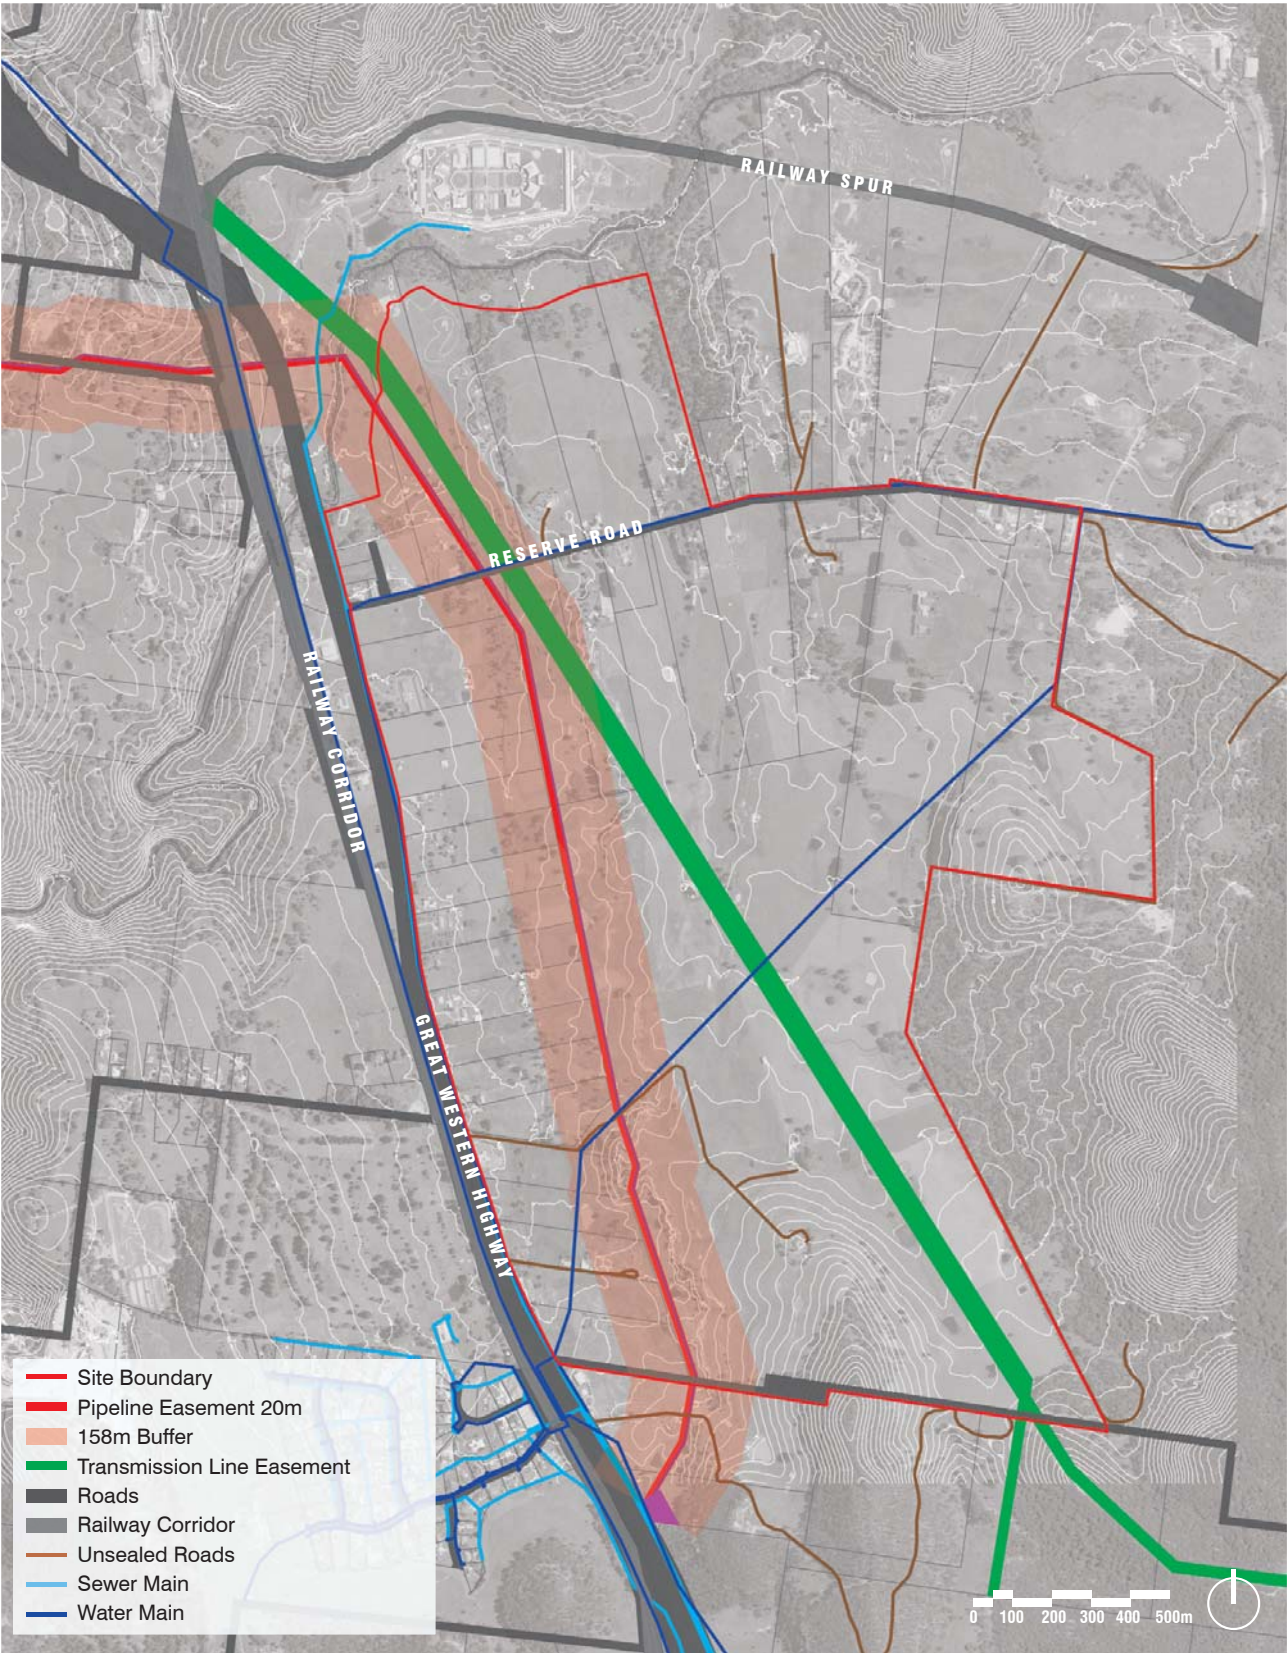 RAILWAY SPUR
RESERVE ROAD
RAILWAY CORRIDOR
GREAT WESTERN HIGHWAY
Site Boundary
Pipeline Easement 20m
158m Buffer
Transmission Line Easement
Roads
Railway Corridor
Unsealed Roads
Sewer Main
Water Main
0 100 200 300 400 500m